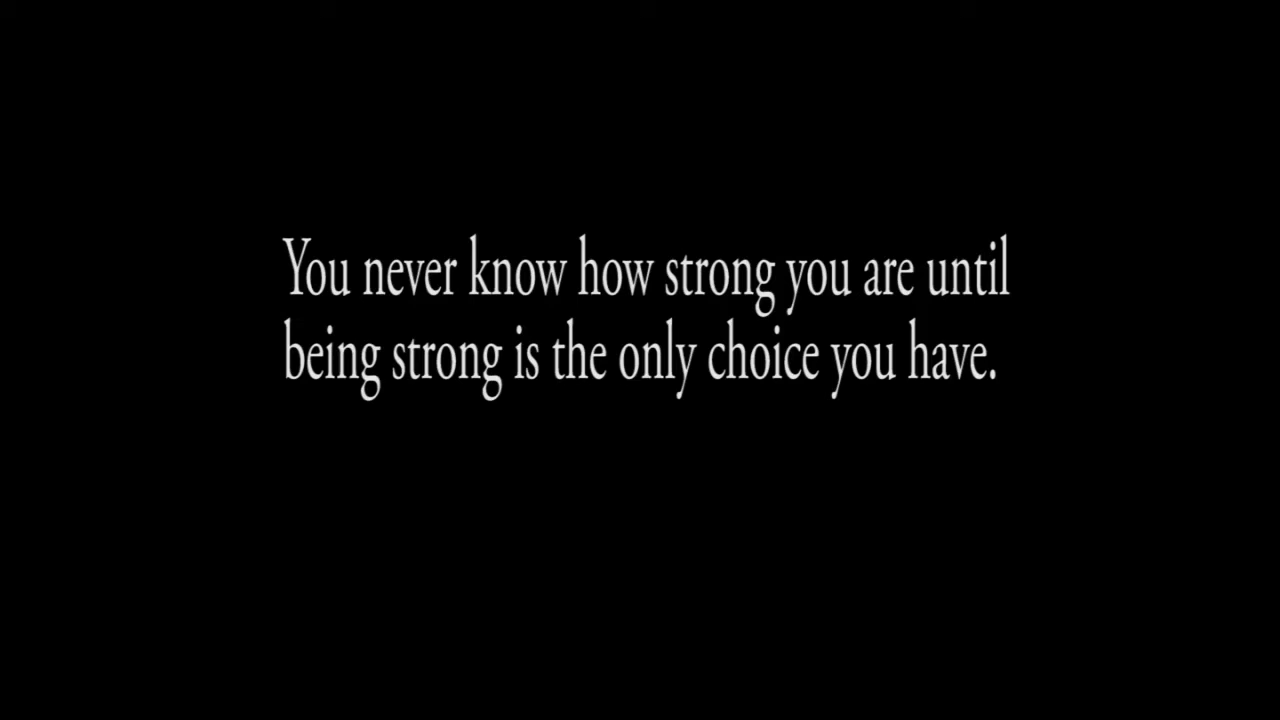 You never know how strong you are until
being strong is the only choice you have.